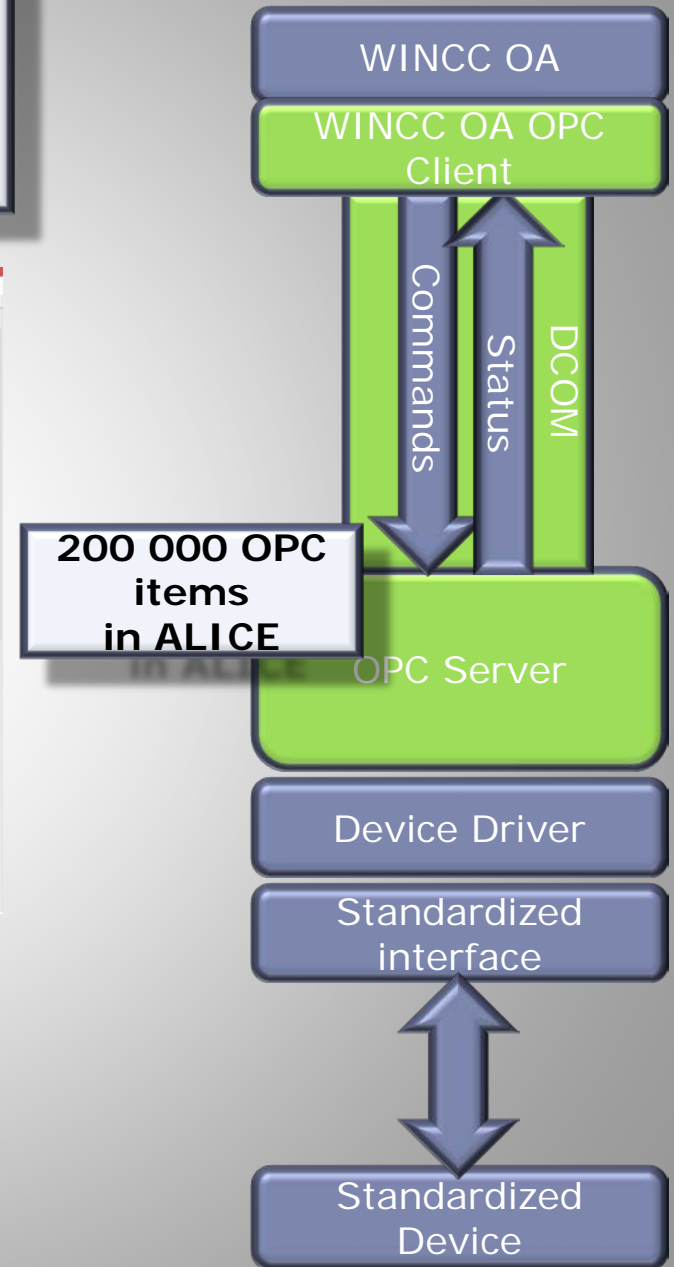 WINCC OA
WINCC OA OPC
Client
Commands
Status
DCOM
200 000 OPC
items
in ALICE
OPC Server
Device Driver
Standardized
interface
Standardized
Device